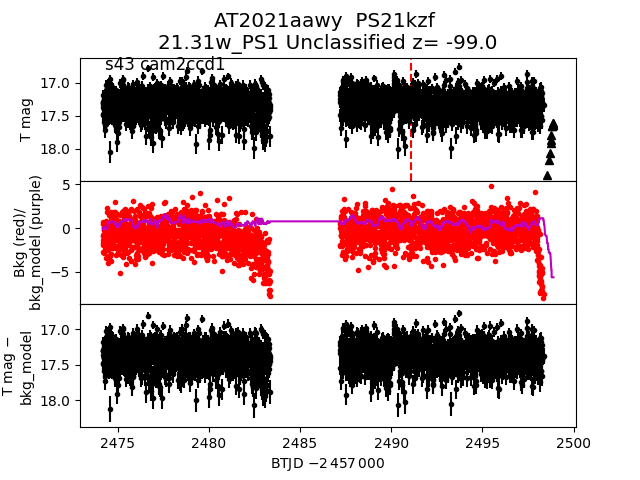 AT2021aawy  PS21kzf
21.31w_PS1 Unclassified z= -99.0
s43 cam2ccd1
17.0
17.5
18.0
T mag
5
0
−5
Bkg (red)/
bkg_model (purple)
17.0
17.5
18.0
T mag −
bkg_model
2475
2480
2485
2490
2495
2500
BTJD −2 457 000